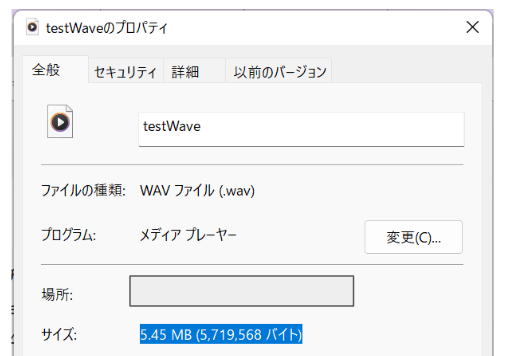 testWaveのプロパティ
全般 セキュリティ 詳細 以前のバージョン
testWave
ファイルの種類: WAV ファイル (.wav)
プログラム: メディア プレーヤー 変更(C)...
場所:
サイズ: 5.45 MB (5,719,568 バイト)